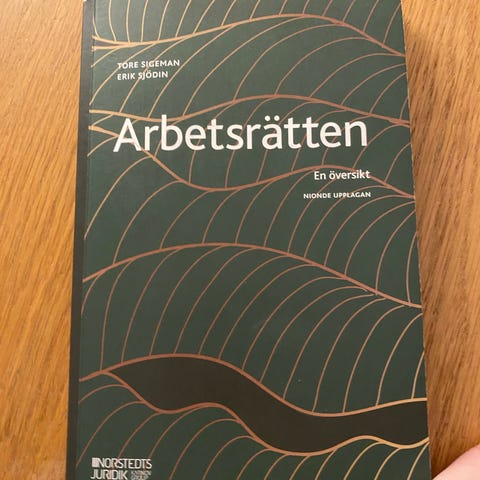 TORE SIGEMAN
ERIK SJÖDIN
Arbetsrätten
En översikt
NIONDE UPPLAGAN
NORSTEDTS
JURIDIK